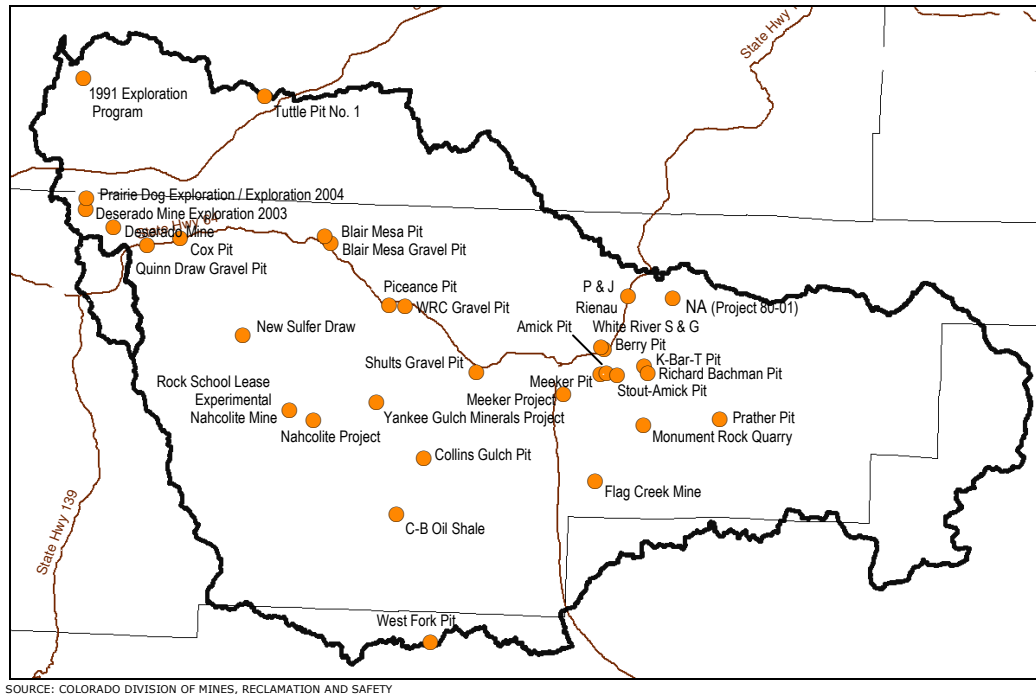 State Hwy 13
1991 Exploration
Program
Tuttle Pit No. 1
Prairie Dog Exploration / Exploration 2004
Deserado Mine Exploration 2003
State Hwy 64
Deserado Mine
Cox Pit
Quinn Draw Gravel Pit
Blair Mesa Pit
Blair Mesa Gravel Pit
Piceance Pit
WRC Gravel Pit
P & J
Rienau
NA (Project 80-01)
White River S & G
Amick Pit
Berry Pit
New Sulfer Draw
Shults Gravel Pit
K-Bar-T Pit
Richard Bachman Pit
Meeker Pit
Stout-Amick Pit
Meeker Project
Rock School Lease
Experimental
Nahcolite Mine
Nahcolite Project
Yankee Gulch Minerals Project
Prather Pit
Monument Rock Quarry
Collins Gulch Pit
Flag Creek Mine
C-B Oil Shale
State Hwy 139
West Fork Pit
SOURCE: COLORADO DIVISION OF MINES, RECLAMATION AND SAFETY